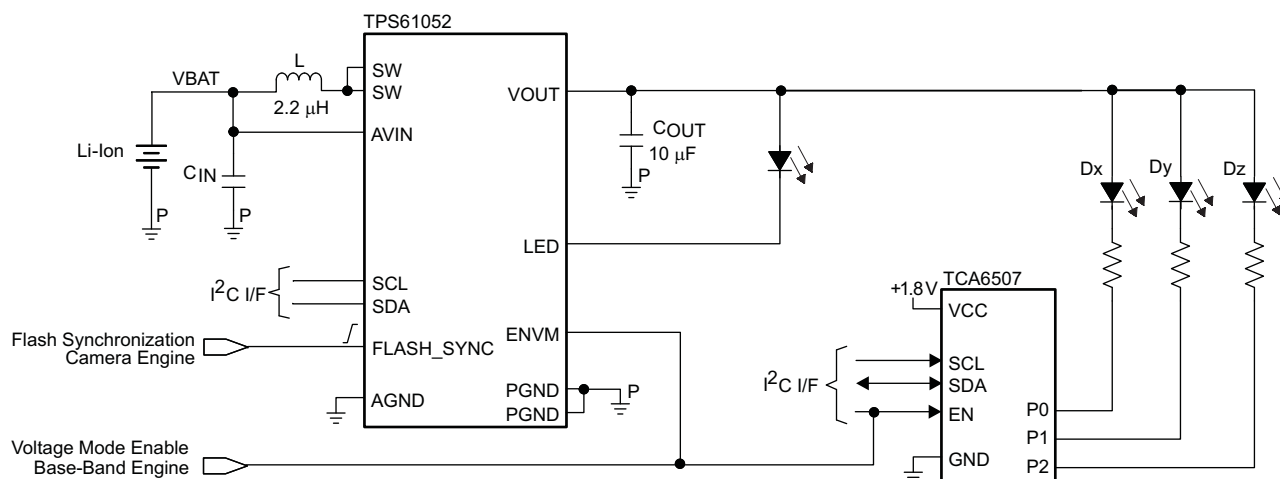 TPS61052
L
VBAT
2.2 μH
SW
SW
AVIN
VOUT
COUT
10 μF
P
Li-Ion
CIN
P
P
LED
Dx
Dy
Dz
I2C I/F
SCL
SDA
TCA6507
+1.8 V
VCC
Flash Synchronization
Camera Engine
FLASH_SYNC
ENVM
I2C I/F
SCL
SDA
EN
AGND
PGND
PGND
P
P0
P1
P2
GND
Voltage Mode Enable
Base-Band Engine